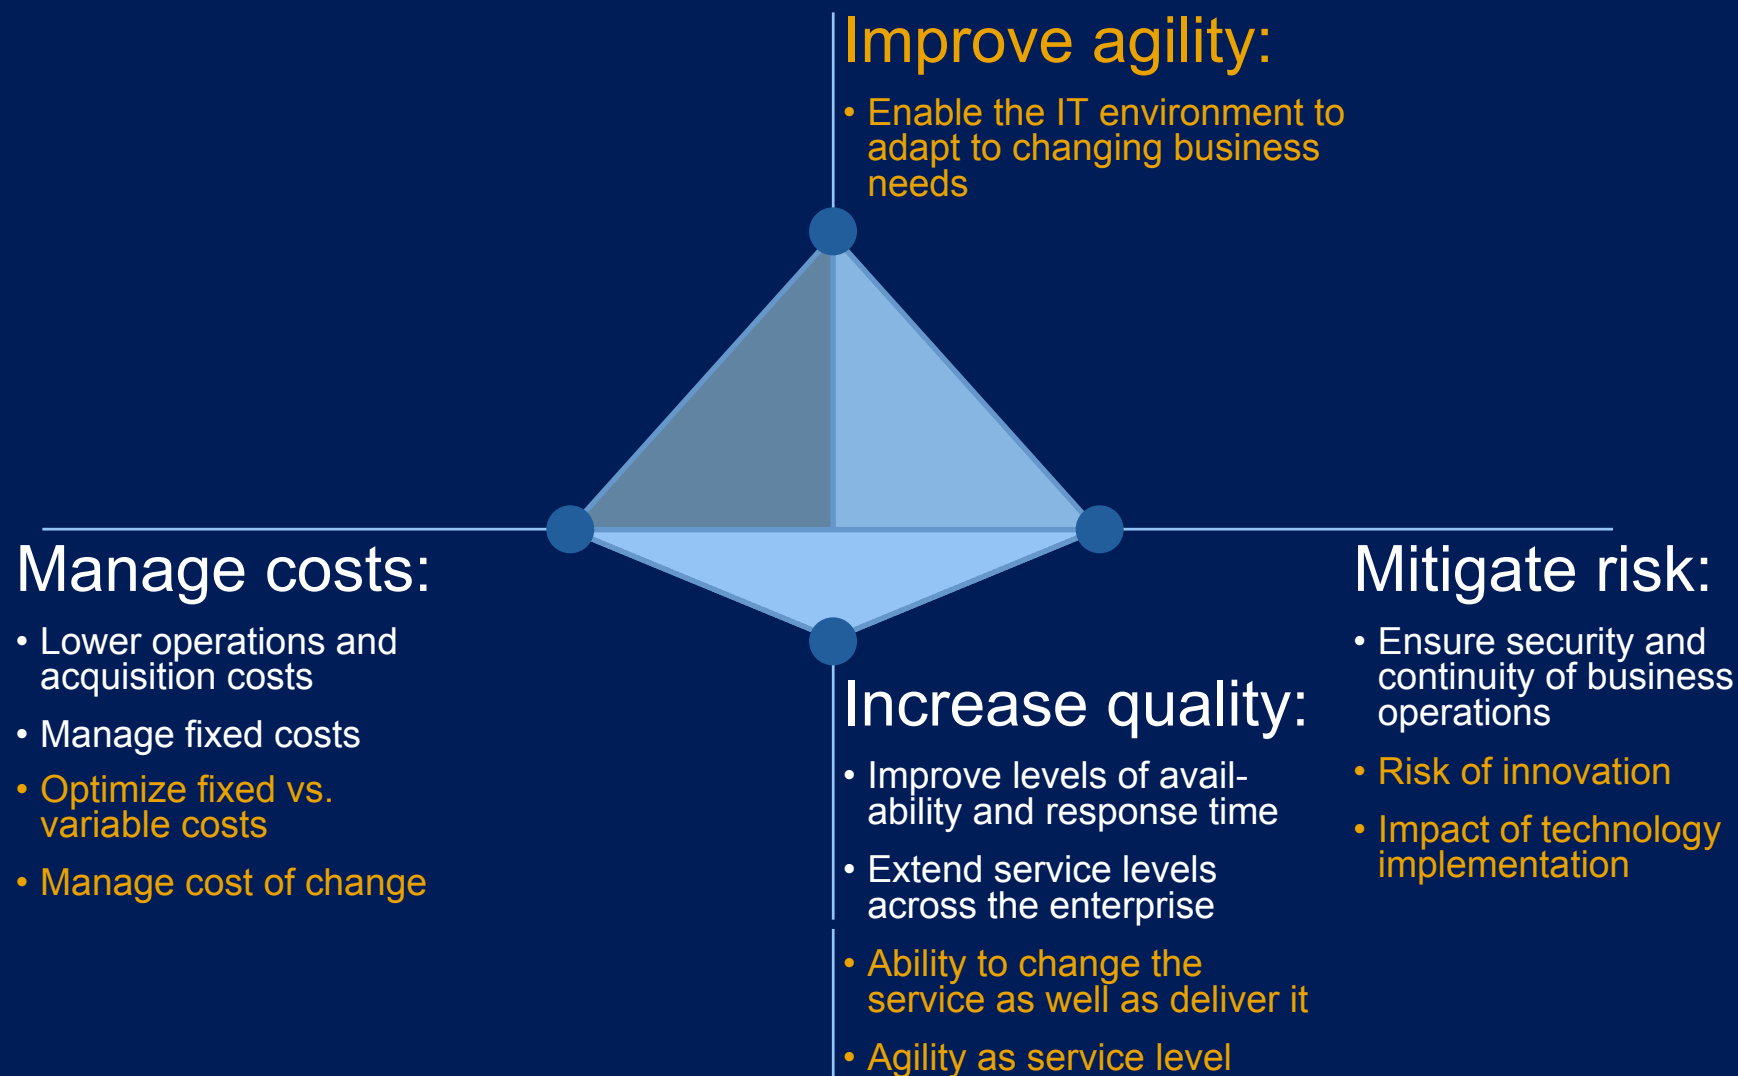 Improve agility:
• Enable the IT environment to
adapt to changing business
needs
Manage costs:
• Lower operations and
acquisition costs
• Manage fixed costs
• Optimize fixed vs.
variable costs
• Manage cost of change
Increase quality:
• Improve levels of avail-
ability and response time
• Extend service levels
across the enterprise
• Ability to change the
service as well as deliver it
• Agility as service level
Mitigate risk:
• Ensure security and
continuity of business
operations
• Risk of innovation
• Impact of technology
implementation